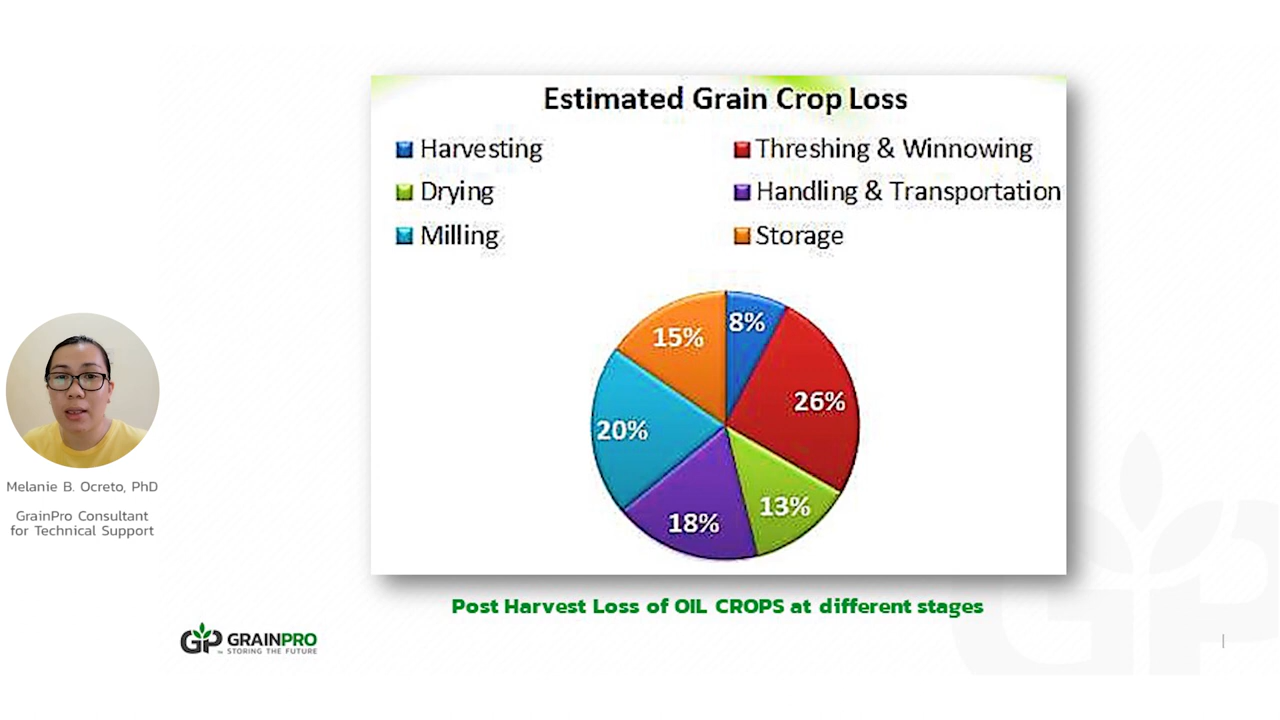 Estimated Grain Crop Loss
Harvesting
Threshing & Winnowing
Drying
Handling & Transportation
Milling
Storage
8%
15%
26%
20%
13%
18%
Melanie B. Ocreto, PhD
GrainPro Consultant
for Technical Support
Post Harvest Loss of OIL CROPS at different stages
GP GRAINPRO
STORING THE FUTURE